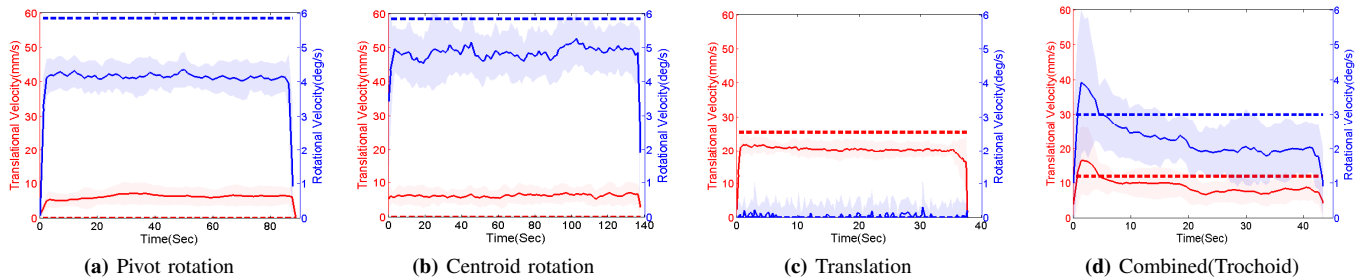 60
50
40
30
20
10
0
Translational Velocity(mm/s)
0 20 40 60 80
Time(Sec)
6
5
4
3
2
1
0
Rotational Velocity(deg/s)
(a) Pivot rotation
60
50
40
30
20
10
0
Translational Velocity(mm/s)
0 20 40 60 80 100 120 140
Time(Sec)
6
5
4
3
2
1
0
Rotational Velocity(deg/s)
(b) Centroid rotation
60
50
40
30
20
10
0
Translational Velocity(mm/s)
0 10 20 30 40
Time(Sec)
6
5
4
3
2
1
0
Rotational Velocity(deg/s)
(c) Translation
60
50
40
30
20
10
0
Translational Velocity(mm/s)
0 10 20 30 40
Time(Sec)
6
5
4
3
2
1
0
Rotational Velocity(deg/s)
(d) Combined(Trochoid)